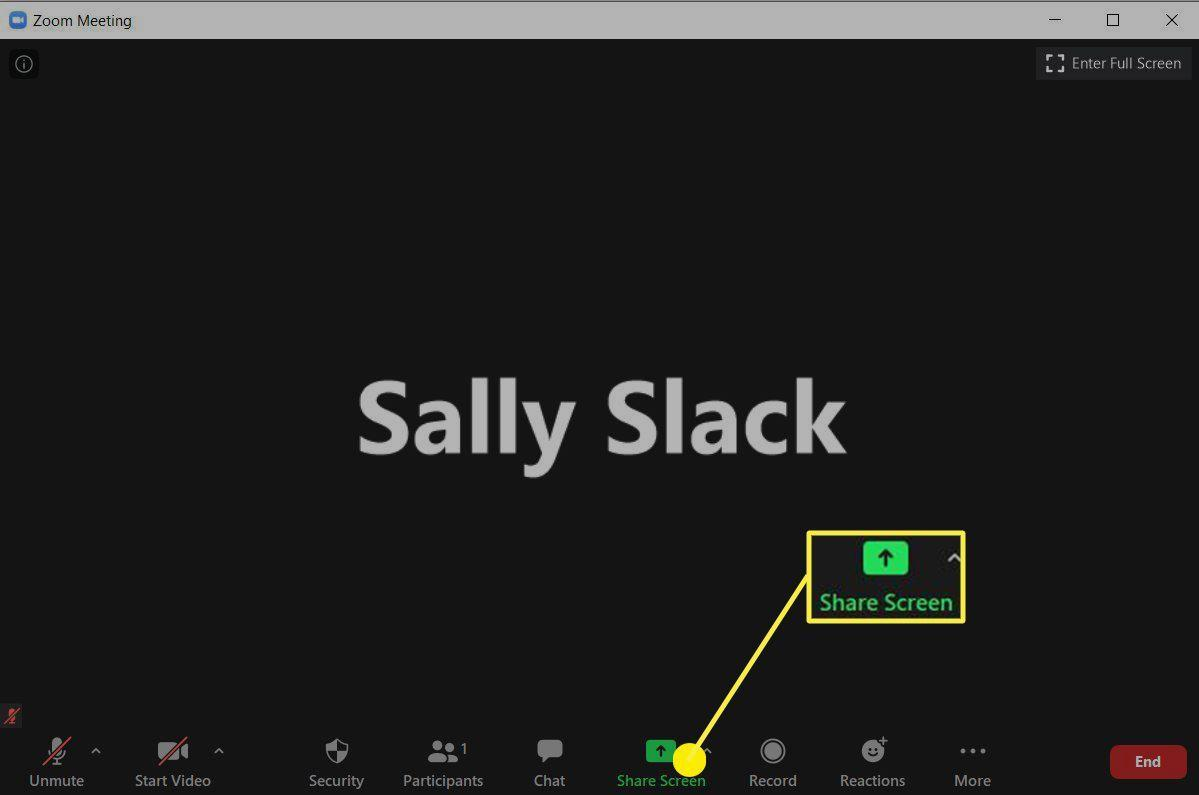 Zoom Meeting
Enter Full Screen
Sally Slack
Share Screen
1
Unmute
Start Video
Security
Participants
Chat
Share Screen
Record
Reactions
More
End